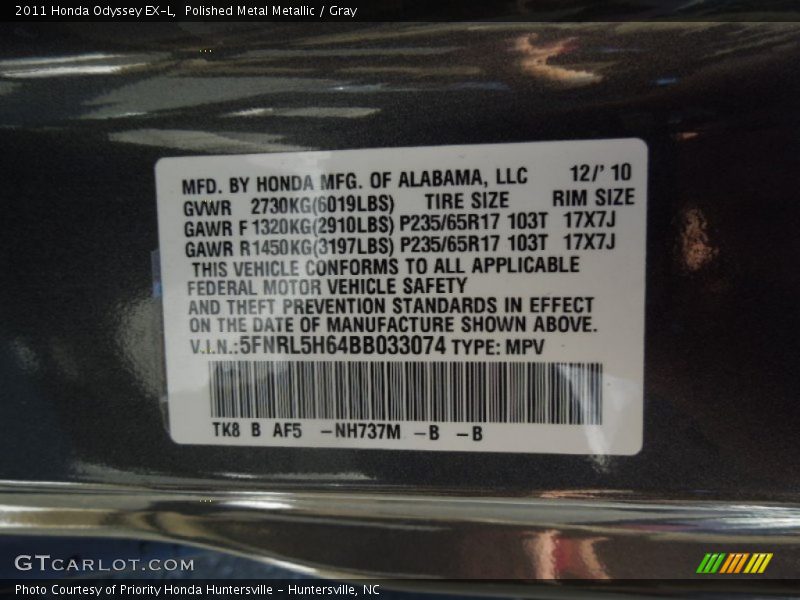 2011 Honda Odyssey EX-L, Polished Metal Metallic / Gray
MFD. BY HONDA MFG. OF ALABAMA, LLC 12/' 10
GVWR 2730KG(6019LBS) TIRE SIZE RIM SIZE
GAWR F 1320KG(2910LBS) P235/65R17 103T 17X7J
GAWR R1450KG(3197LBS) P235/65R17 103T 17X7J
THIS VEHICLE CONFORMS TO ALL APPLICABLE
FEDERAL MOTOR VEHICLE SAFETY
AND THEFT PREVENTION STANDARDS IN EFFECT
ON THE DATE OF MANUFACTURE SHOWN ABOVE.
V.I.N.:5FNRL5H64BB033074 TYPE: MPV
TK8 B AF5 -NH737M -B -B
GTCARLOT.COM
Photo Courtesy of Priority Honda Huntersville - Huntersville, NC